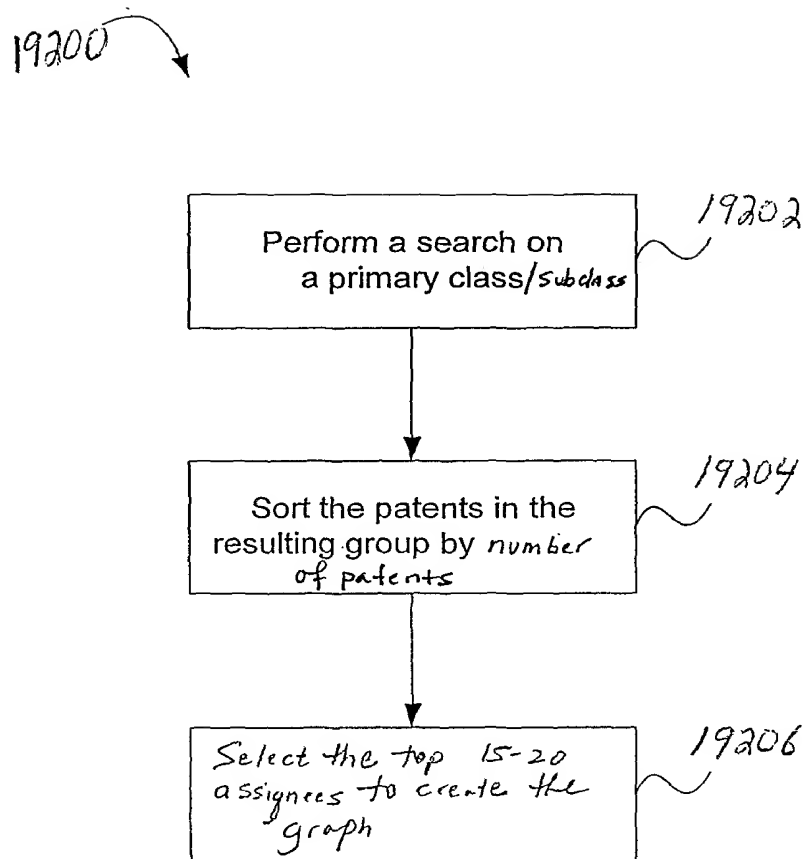 19200
Perform a search on
a primary class/subclass
19202
Sort the patents in the
resulting group by number
of patents
19204
Select the top 15-20
assignees to create the
graph
19206